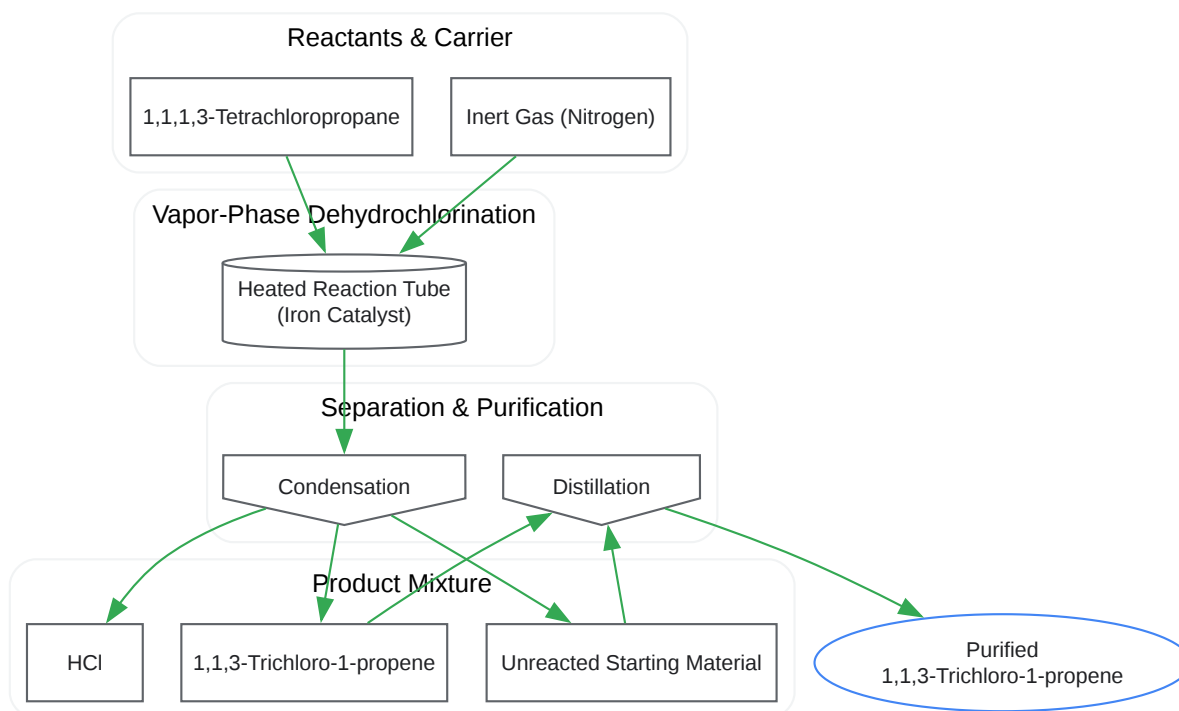 Reactants & Carrier
1,1,1,3-Tetrachloropropane
Inert Gas (Nitrogen)
Vapor-Phase Dehydrochlorination
Heated Reaction Tube
(Iron Catalyst)
Separation & Purification
Condensation
Distillation
Product Mixture
HCl
1,1,3-Trichloro-1-propene
Unreacted Starting Material
Purified
1,1,3-Trichloro-1-propene